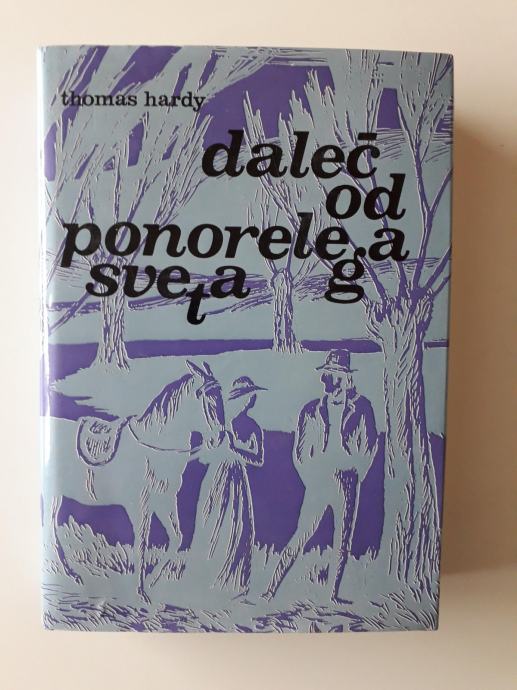 thomas hardy
daleč
od
ponorelega
sveta